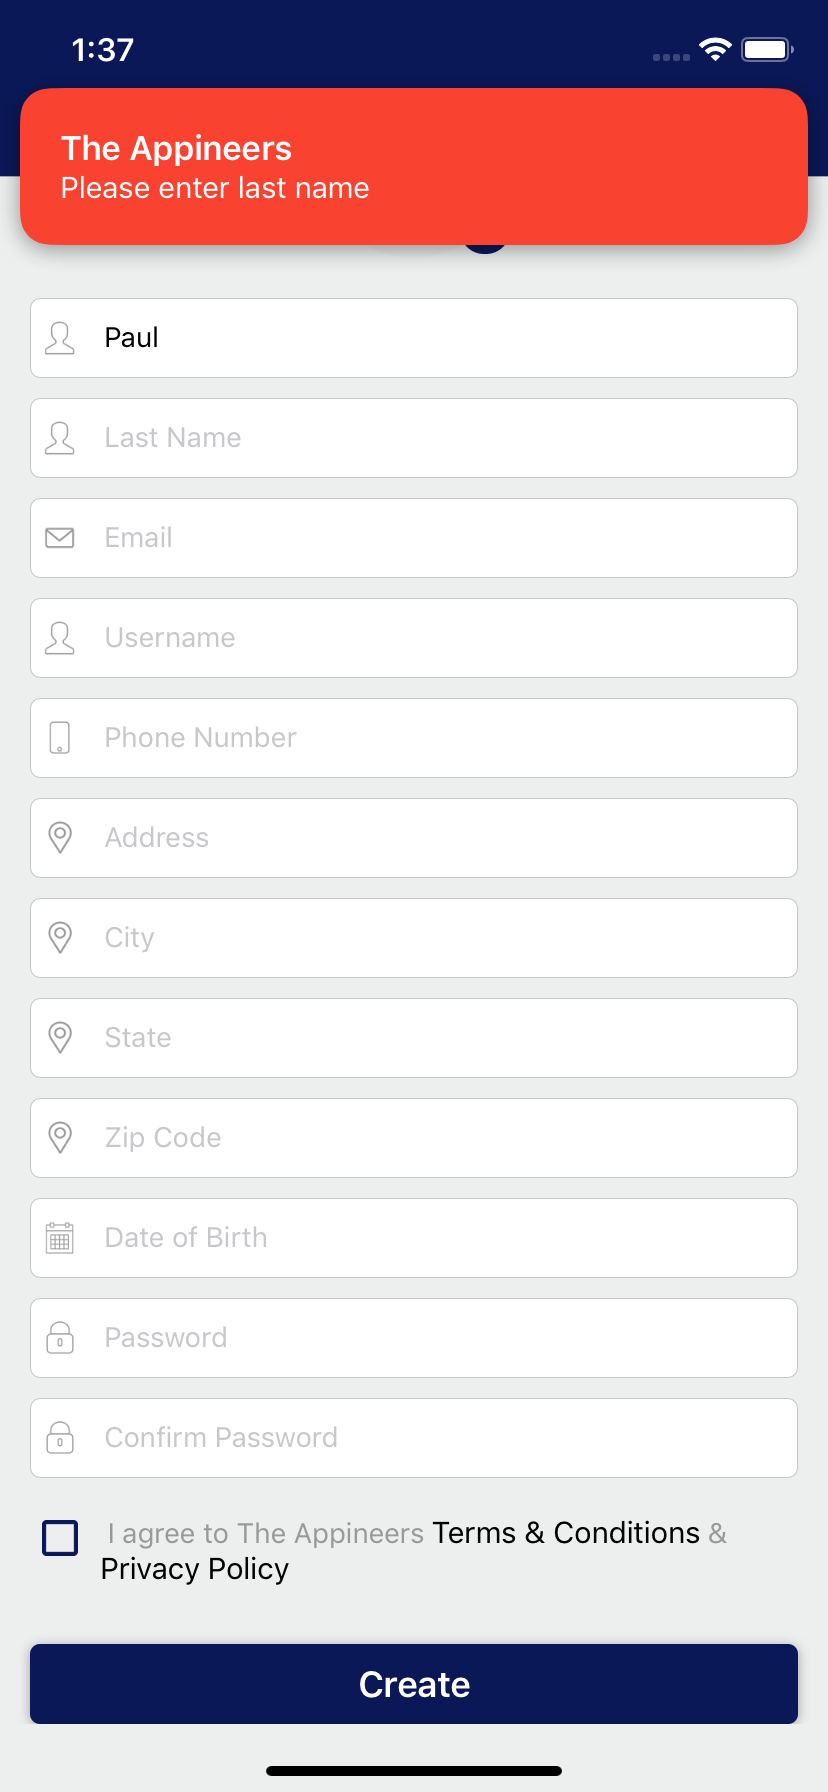 1:37
The Appineers
Please enter last name
Paul
Last Name
Email
Username
Phone Number
Address
City
State
Zip Code
Date of Birth
Password
Confirm Password
I agree to The Appineers Terms & Conditions &
Privacy Policy
Create